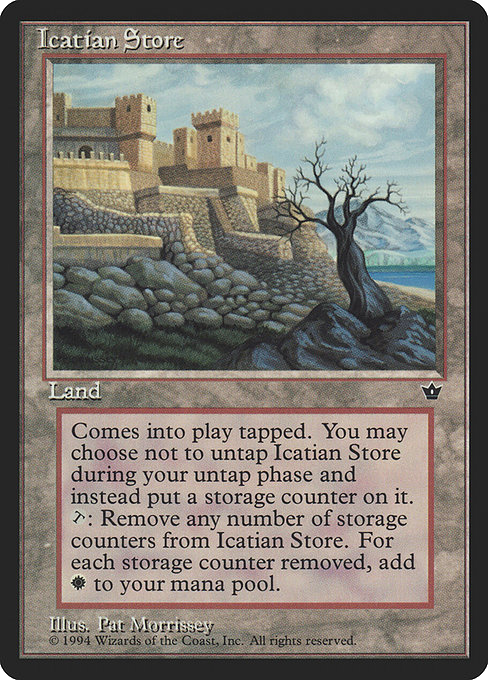 Icatian Store
Land
Comes into play tapped. You may
choose not to untap Icatian Store
during your untap phase and
instead put a storage counter on it.
: Remove any number of storage
counters from Icatian Store. For
each storage counter removed, add
to your mana pool.
Illus. Pat Morrissey
© 1994 Wizards of the Coast, Inc. All rights reserved.